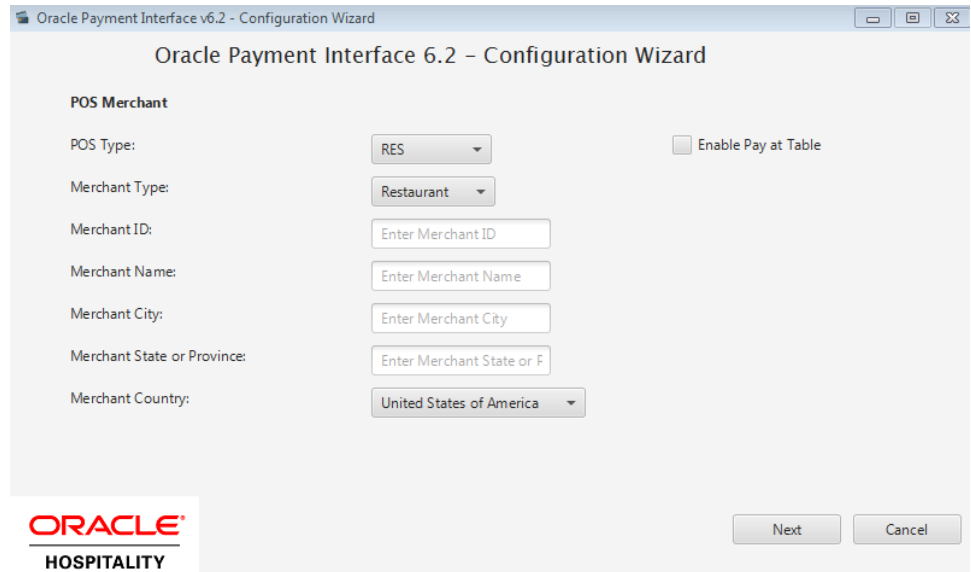 Oracle Payment Interface v6.2 - Configuration Wizard
Oracle Payment Interface 6.2 – Configuration Wizard
POS Merchant
POS Type:
RES
Enable Pay at Table
Merchant Type:
Restaurant
Merchant ID:
Enter Merchant ID
Merchant Name:
Enter Merchant Name
Merchant City:
Enter Merchant City
Merchant State or Province:
Enter Merchant State or P
Merchant Country:
United States of America
ORACLE®
HOSPITALITY
Next
Cancel